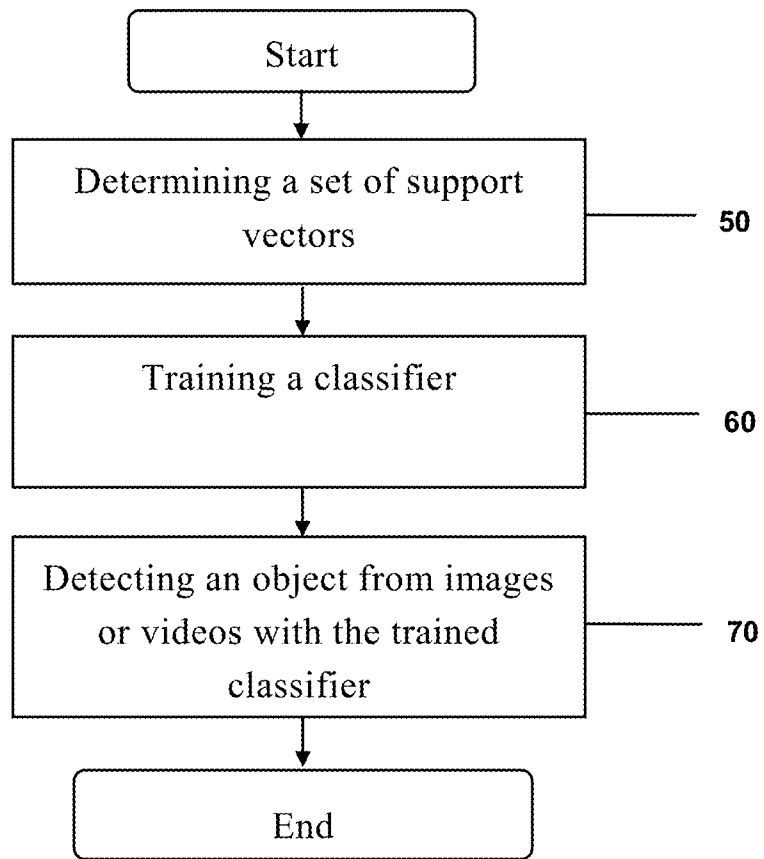 Start
Determining a set of support
vectors
50
Training a classifier
60
Detecting an object from images
or videos with the trained
classifier
70
End